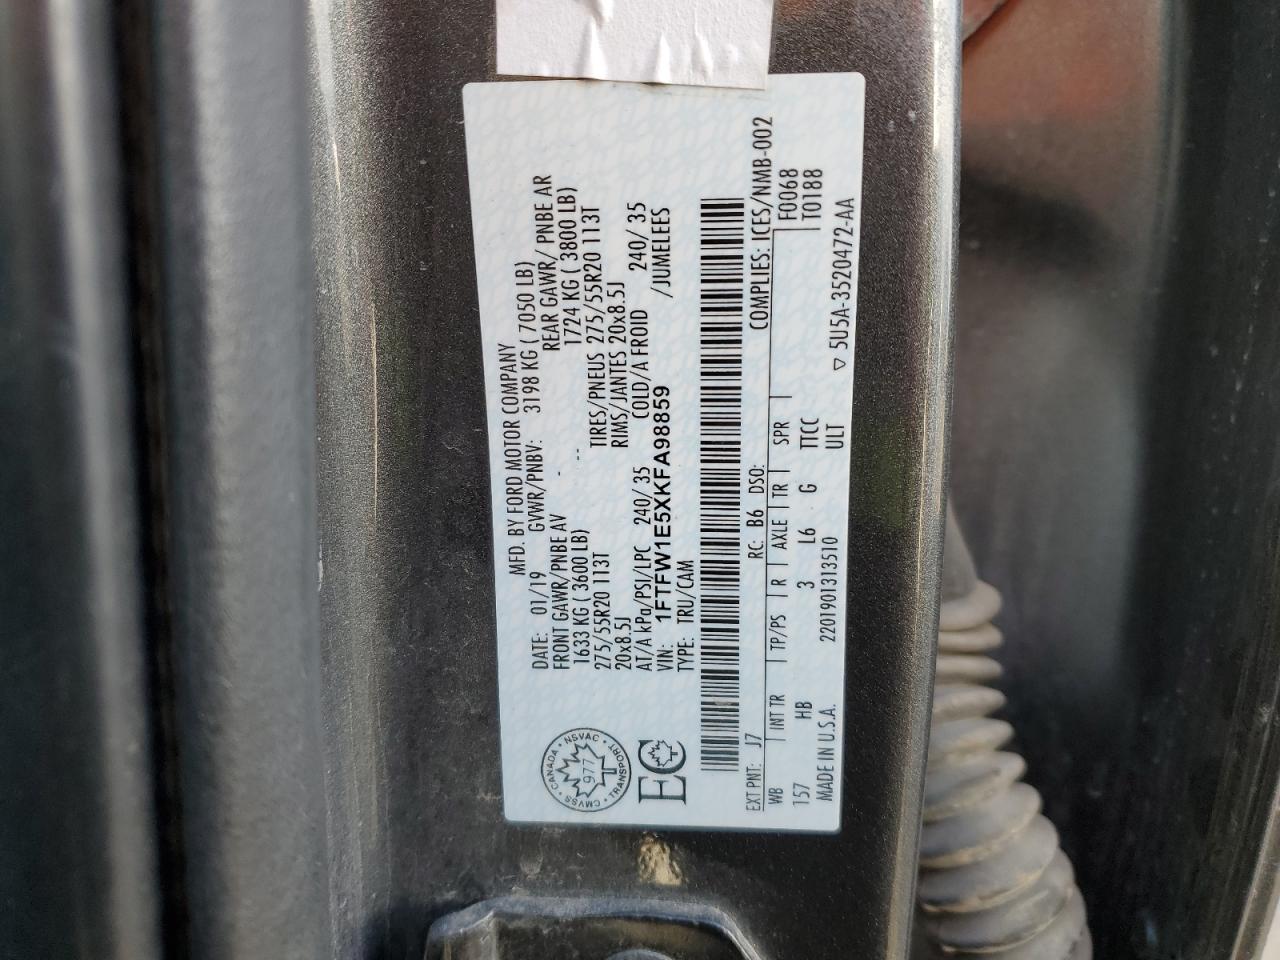 MFD. BY FORD MOTOR COMPANY
DATE: 01/19 GVWR/PNBV: 3198 KG ( 7050 LB)
FRONT GAWR/PNBE AV - REAR GAWR/ PNBE AR
1633 KG ( 3600 LB) -- 1724 KG ( 3800 LB)
275/55R20 113T TIRES/PNEUS 275/55R20 113T
20x8.5J RIMS/JANTES 20x8.5J
AT/A kPa/PSI/LPC 240/ 35 COLD/A FROID 240/ 35
VIN: 1FTFW1E5XKFA98859 /JUMELEES
TYPE: TRU/CAM
CANADA • NSVAC • TRANSPORT • CMVSS
977
EC
EXT PNT: J7 RC: B6 DSO: COMPLIES: ICES/NMB-002
WB | INT TR | TP/PS | R | AXLE | TR | SPR F0068
157 HB 3 L6 G TTCC T0188
ULT
MADE IN U.S.A. 2201901313510 ▽ 5U5A-3520472-AA